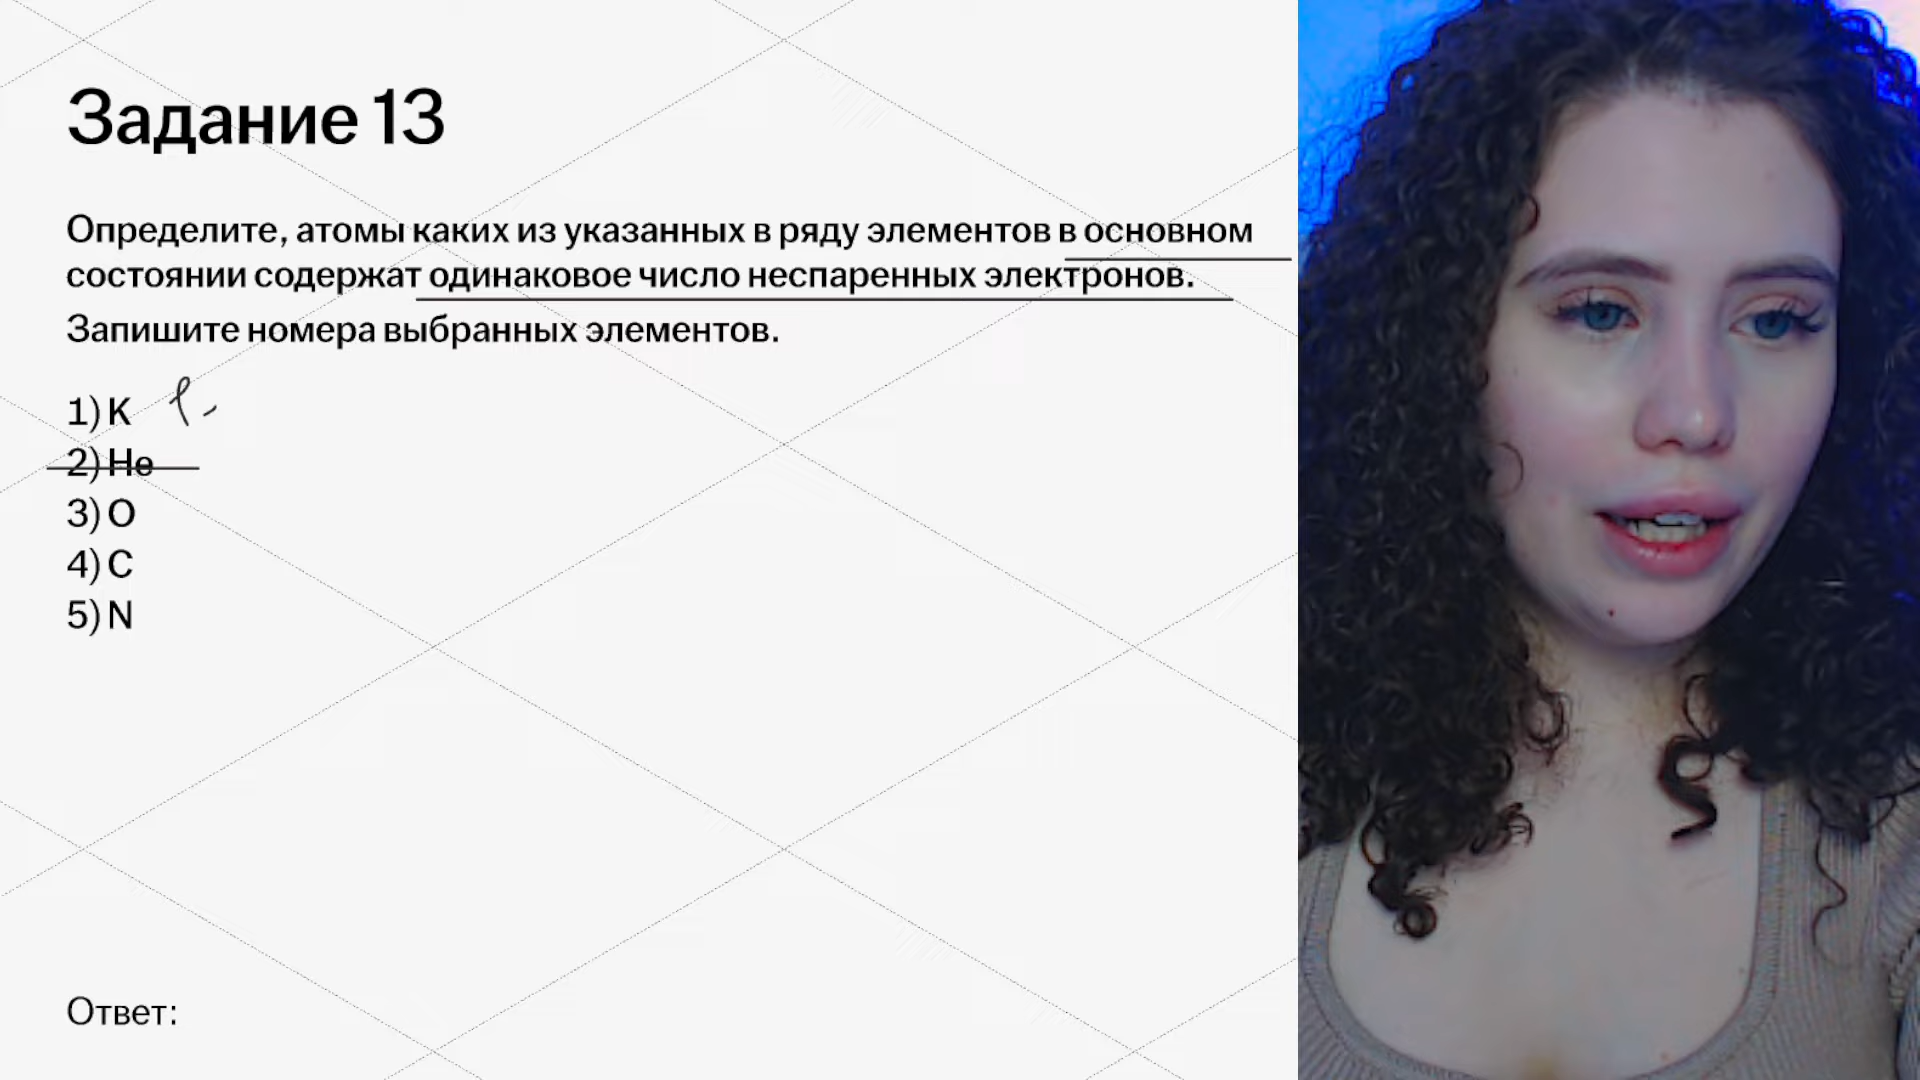 Задание 13
Определите, атомы каких из указанных в ряду элементов в основном
состоянии содержат одинаковое число неспаренных электронов.
Запишите номера выбранных элементов.
1) K
2) He
3) O
4) C
5) N
Ответ: